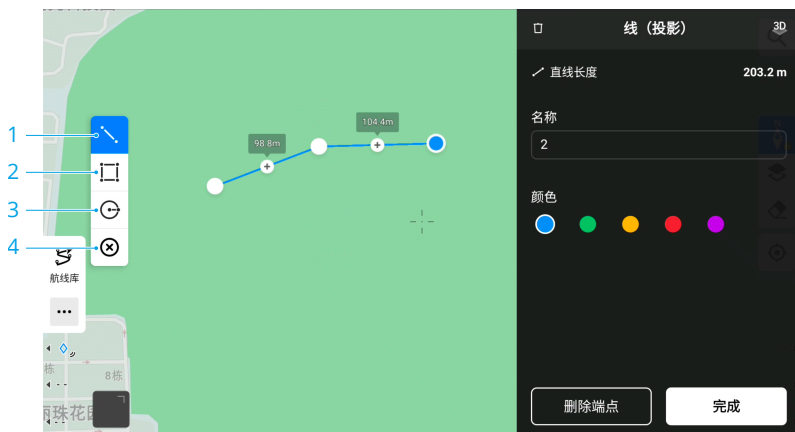 线（投影）
3D
直线长度
203.2 m
名称
2
颜色
删除端点
完成
104.4m
98.8m
1
2
3
4
航线库
栋
8栋